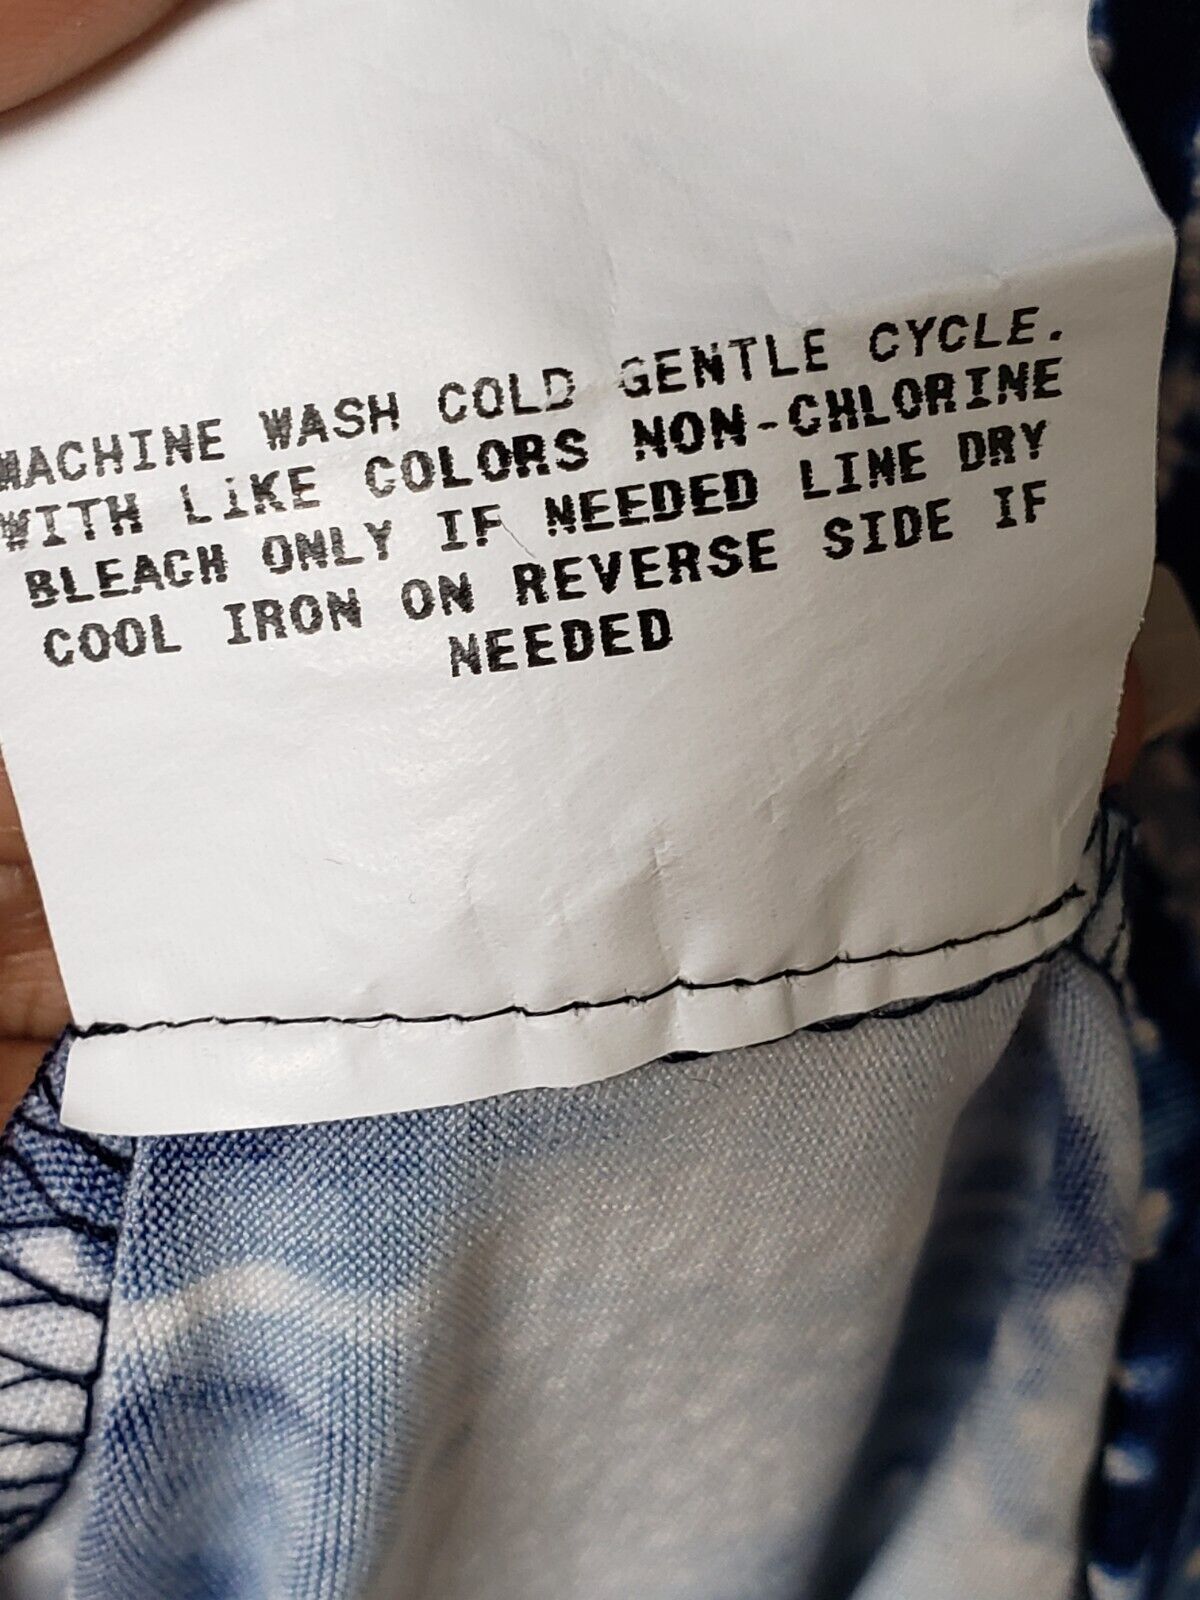 MACHINE WASH COLD GENTLE CYCLE.
WITH LIKE COLORS NON-CHLORINE
BLEACH ONLY IF NEEDED LINE DRY
COOL IRON ON REVERSE SIDE IF
NEEDED